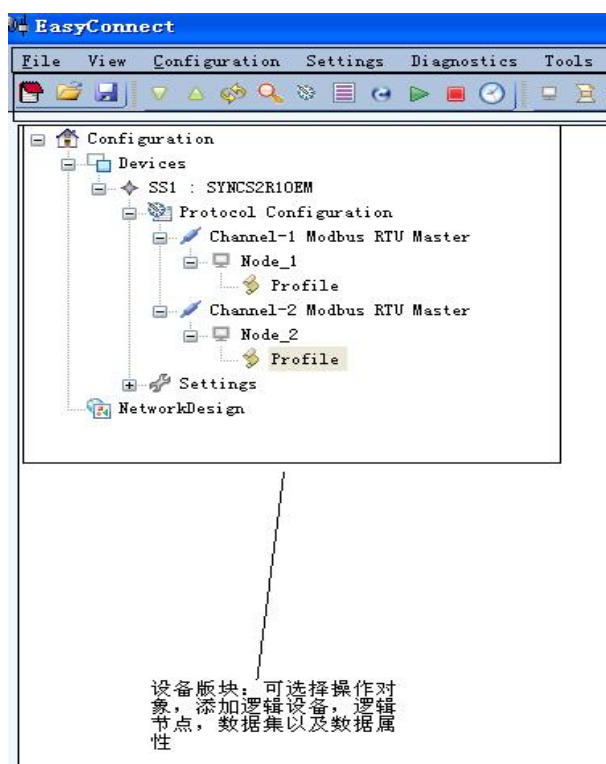 EasyConnect
File View Configuration Settings Diagnostics Tools
Configuration
Devices
SS1 : SYNCS2R1OEM
Protocol Configuration
Channel-1 Modbus RTU Master
Node_1
Profile
Channel-2 Modbus RTU Master
Node_2
Profile
Settings
NetworkDesign
设备版块：可选择操作对
象，添加逻辑设备，逻辑
节点，数据集以及数据属
性